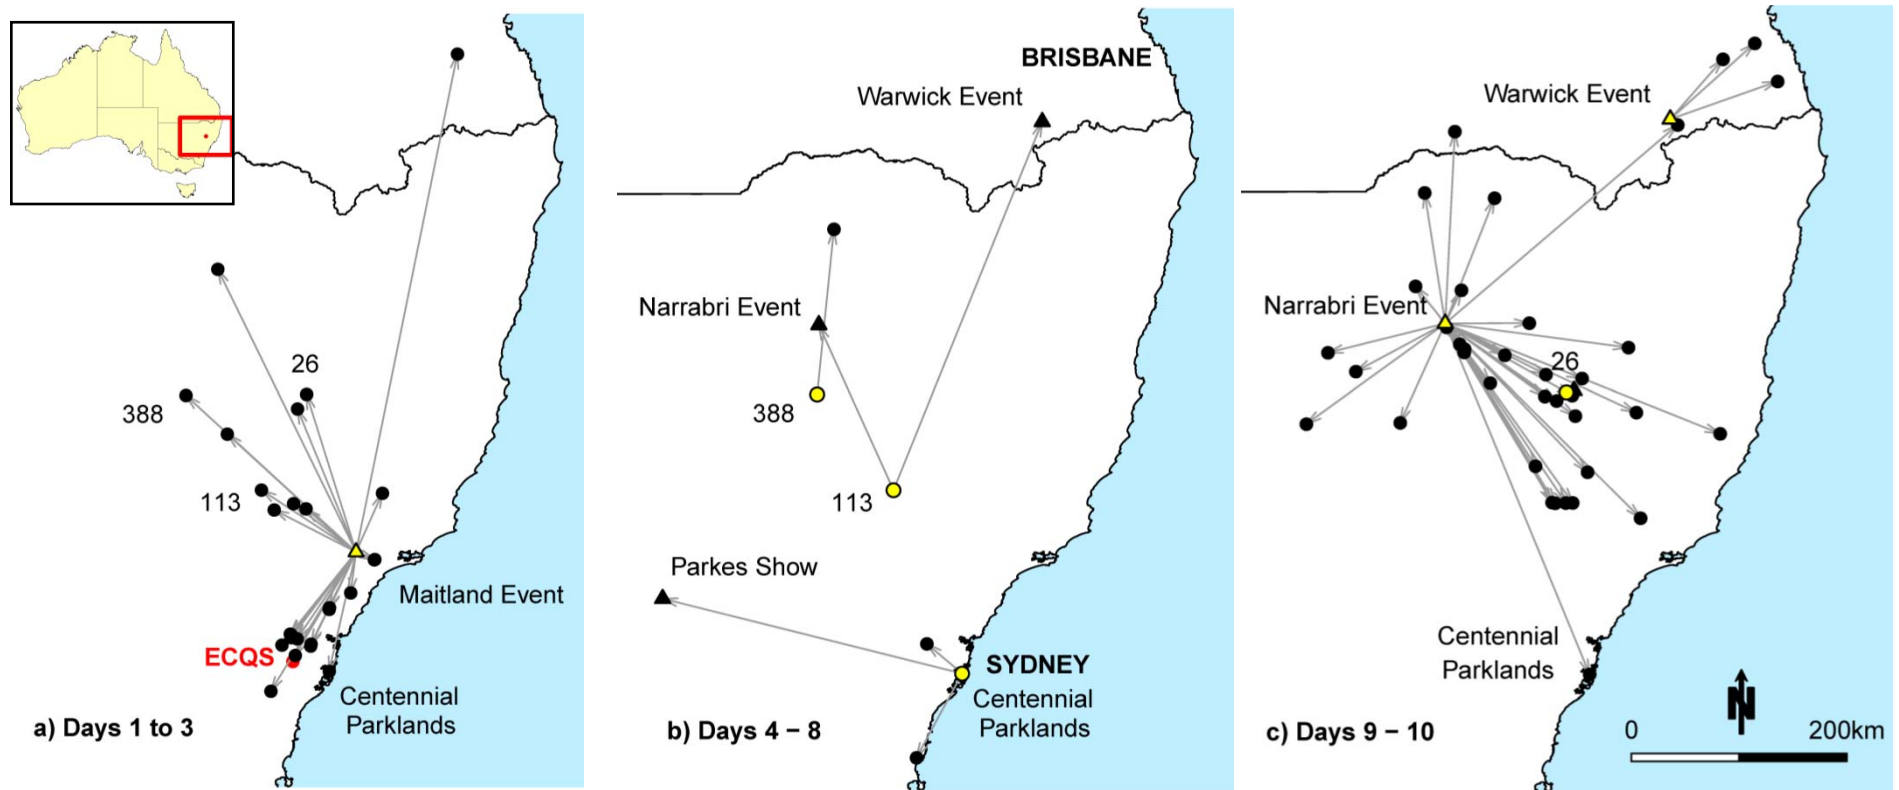 26
388
113
Maitland Event
ECQS
Centennial
Parklands
a) Days 1 to 3
BRISBANE
Warwick Event
Narrabri Event
388
113
Parkes Show
SYDNEY
Centennial
Parklands
b) Days 4 − 8
Warwick Event
Narrabri Event
26
Centennial
Parklands
N
0 200km
c) Days 9 − 10